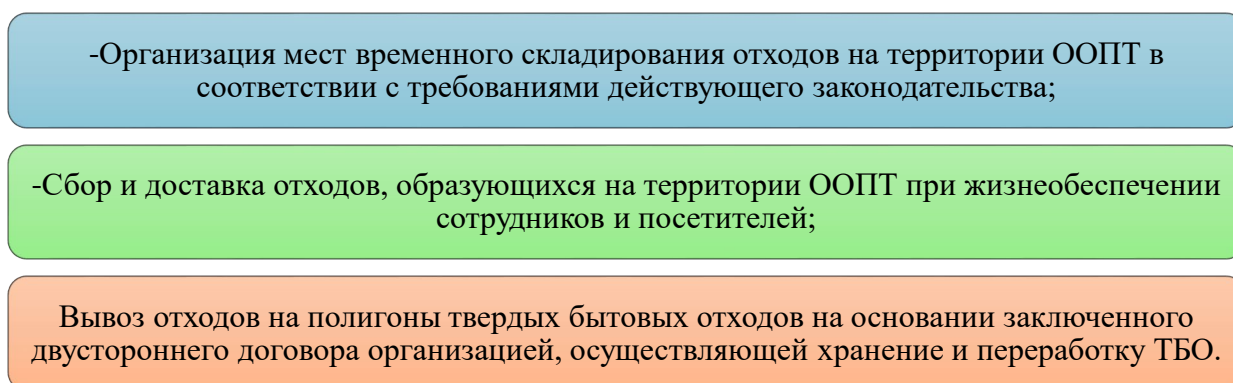 -Организация мест временного складирования отходов на территории ООПТ в
соответствии с требованиями действующего законодательства;
-Сбор и доставка отходов, образующихся на территории ООПТ при жизнеобеспечении
сотрудников и посетителей;
Вывоз отходов на полигоны твердых бытовых отходов на основании заключенного
двустороннего договора организацией, осуществляющей хранение и переработку ТБО.